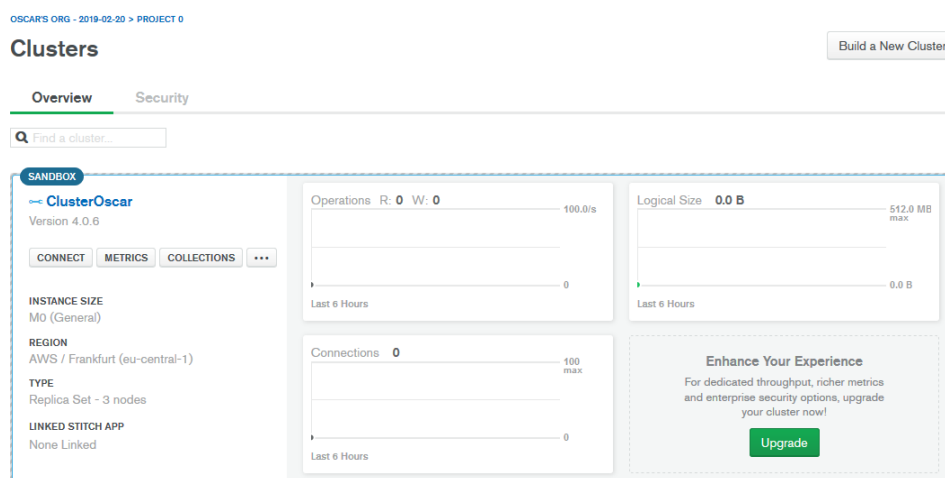 OSCAR'S ORG - 2019-02-20 > PROJECT 0
Clusters
Build a New Cluster
Overview
Security
Find a cluster...
SANDBOX
ClusterOscar
Version 4.0.6
CONNECT
METRICS
COLLECTIONS
...
INSTANCE SIZE
M0 (General)
REGION
AWS / Frankfurt (eu-central-1)
TYPE
Replica Set - 3 nodes
LINKED STITCH APP
None Linked
Operations R: 0 W: 0
100.0/s
0
Last 6 Hours
Logical Size 0.0 B
512.0 MB
max
0.0 B
Last 6 Hours
Connections 0
100
max
0
Last 6 Hours
Enhance Your Experience
For dedicated throughput, richer metrics
and enterprise security options, upgrade
your cluster now!
Upgrade